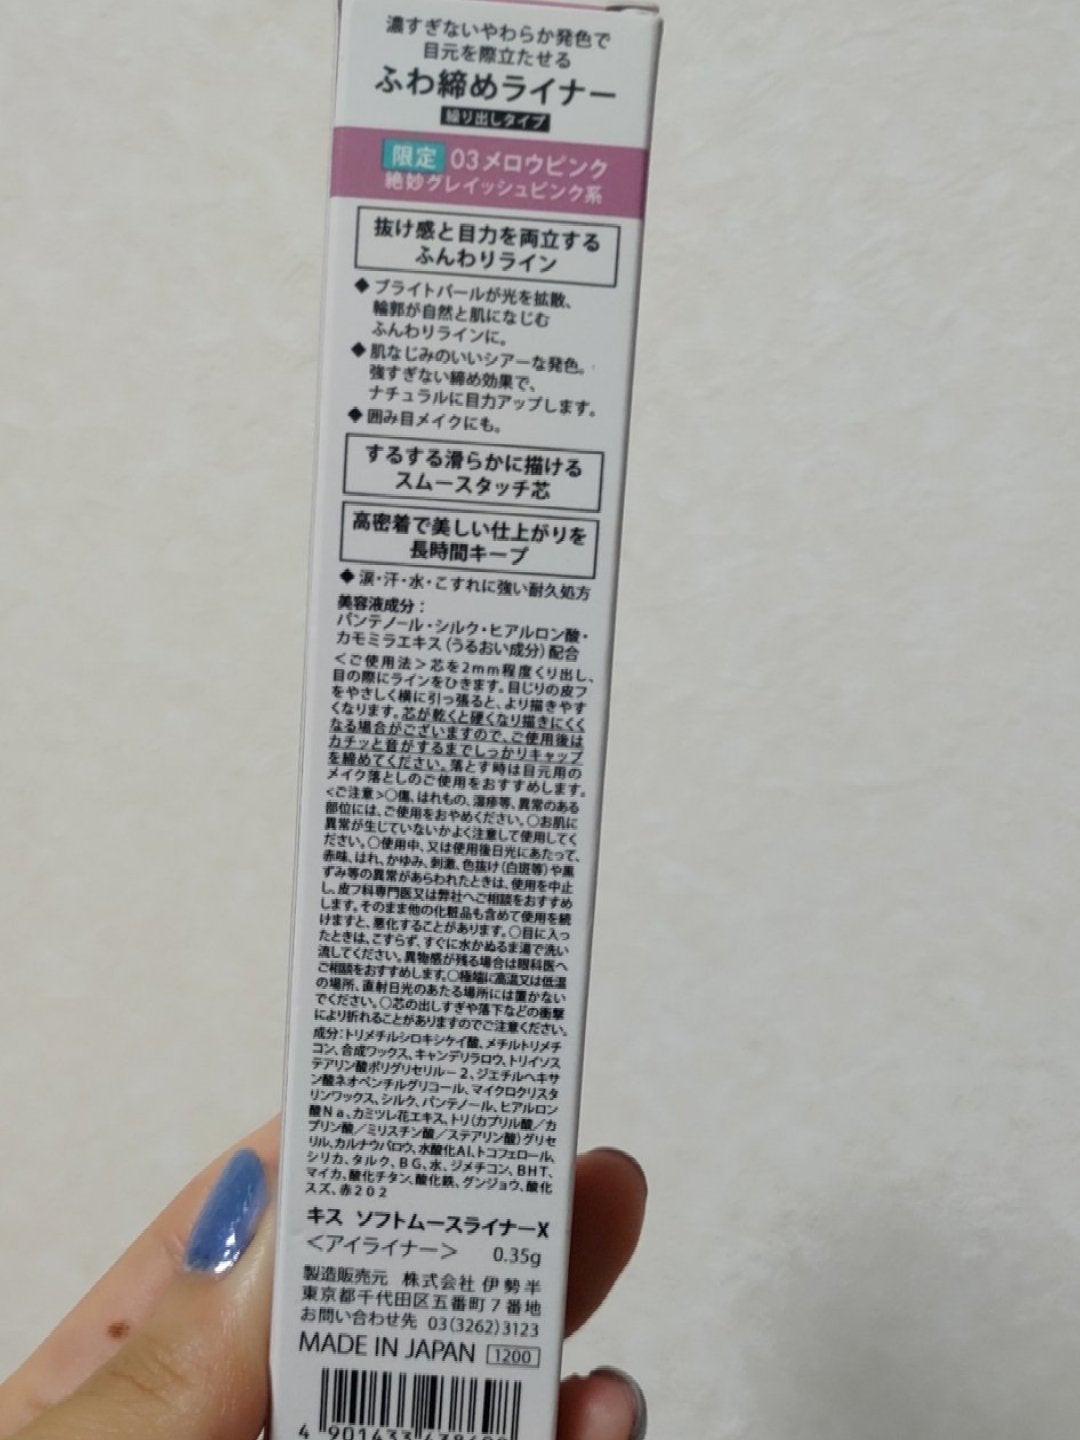 濃すぎないやわらか発色で
目元を際立たせる
ふわ締めライナー
繰り出しタイプ
限定 03メロウピンク
絶妙グレイッシュピンク系
抜け感と目力を両立する
ふんわりライン
◆ブライトパールが光を拡散、
輪郭が自然と肌になじむ
ふんわりラインに。
◆肌なじみのいいシアーな発色。
強すぎない締め効果で、
ナチュラルに目力アップします。
◆囲み目メイクにも。
するする滑らかに描ける
スムースタッチ芯
高密着で美しい仕上がりを
長時間キープ
◆涙・汗・水・こすれに強い耐久処方
美容液成分：
パンテノール・シルク・ヒアルロン酸・
カモミラエキス（うるおい成分）配合
＜ご使用法＞芯を2mm程度くり出し、
目の際にラインをひきます。目じりの皮フ
をやさしく横に引っ張ると、より描きやす
くなります。芯が乾くと硬くなり描きにくく
なる場合がございますので、ご使用後は
カチッと音がするまでしっかりキャップ
を締めてください。落とす時は目元用の
メイク落としのご使用をおすすめします。
＜ご注意＞○傷、はれもの、湿疹等、異常のある
部位には、ご使用をおやめください。○お肌に
異常が生じていないかよく注意して使用してく
ださい。○使用中、又は使用後日光にあたって、
赤味、はれ、かゆみ、刺激、色抜け（白斑等）や黒
ずみ等の異常があらわれたときは、使用を中止
し、皮フ科専門医又は弊社へご相談をおすすめ
します。そのまま他の化粧品も含めて使用を続
けますと、悪化することがあります。○目に入っ
たときは、こすらず、すぐに水かぬるま湯で洗い
流してください。異物感が残る場合は眼科医へ
ご相談をおすすめします。○極端に高温又は低温
の場所、直射日光のあたる場所には置かない
でください。○芯の出しすぎや落下などの衝撃
により折れることがありますのでご注意ください。
成分：トリメチルシロキシケイ酸、メチルトリメチ
コン、合成ワックス、キャンデリラロウ、トリイソス
テアリン酸ポリグリセリル－2、ジエチルヘキサ
ン酸ネオペンチルグリコール、マイクロクリスタ
リンワックス、シルク、パンテノール、ヒアルロン
酸Na、カミツレ花エキス、トリ（カプリル酸／カ
プリン酸／ミリスチン酸／ステアリン酸）グリセ
リル、カルナウバロウ、水酸化Al、トコフェロール、
シリカ、タルク、BG、水、ジメチコン、BHT、
マイカ、酸化チタン、酸化鉄、グンジョウ、酸化
スズ、赤202
キス ソフトムースライナーX
＜アイライナー＞ 0.35g
製造販売元 株式会社 伊勢半
東京都千代田区五番町7番地
お問い合わせ先 03(3262)3123
MADE IN JAPAN 1200
4 901433